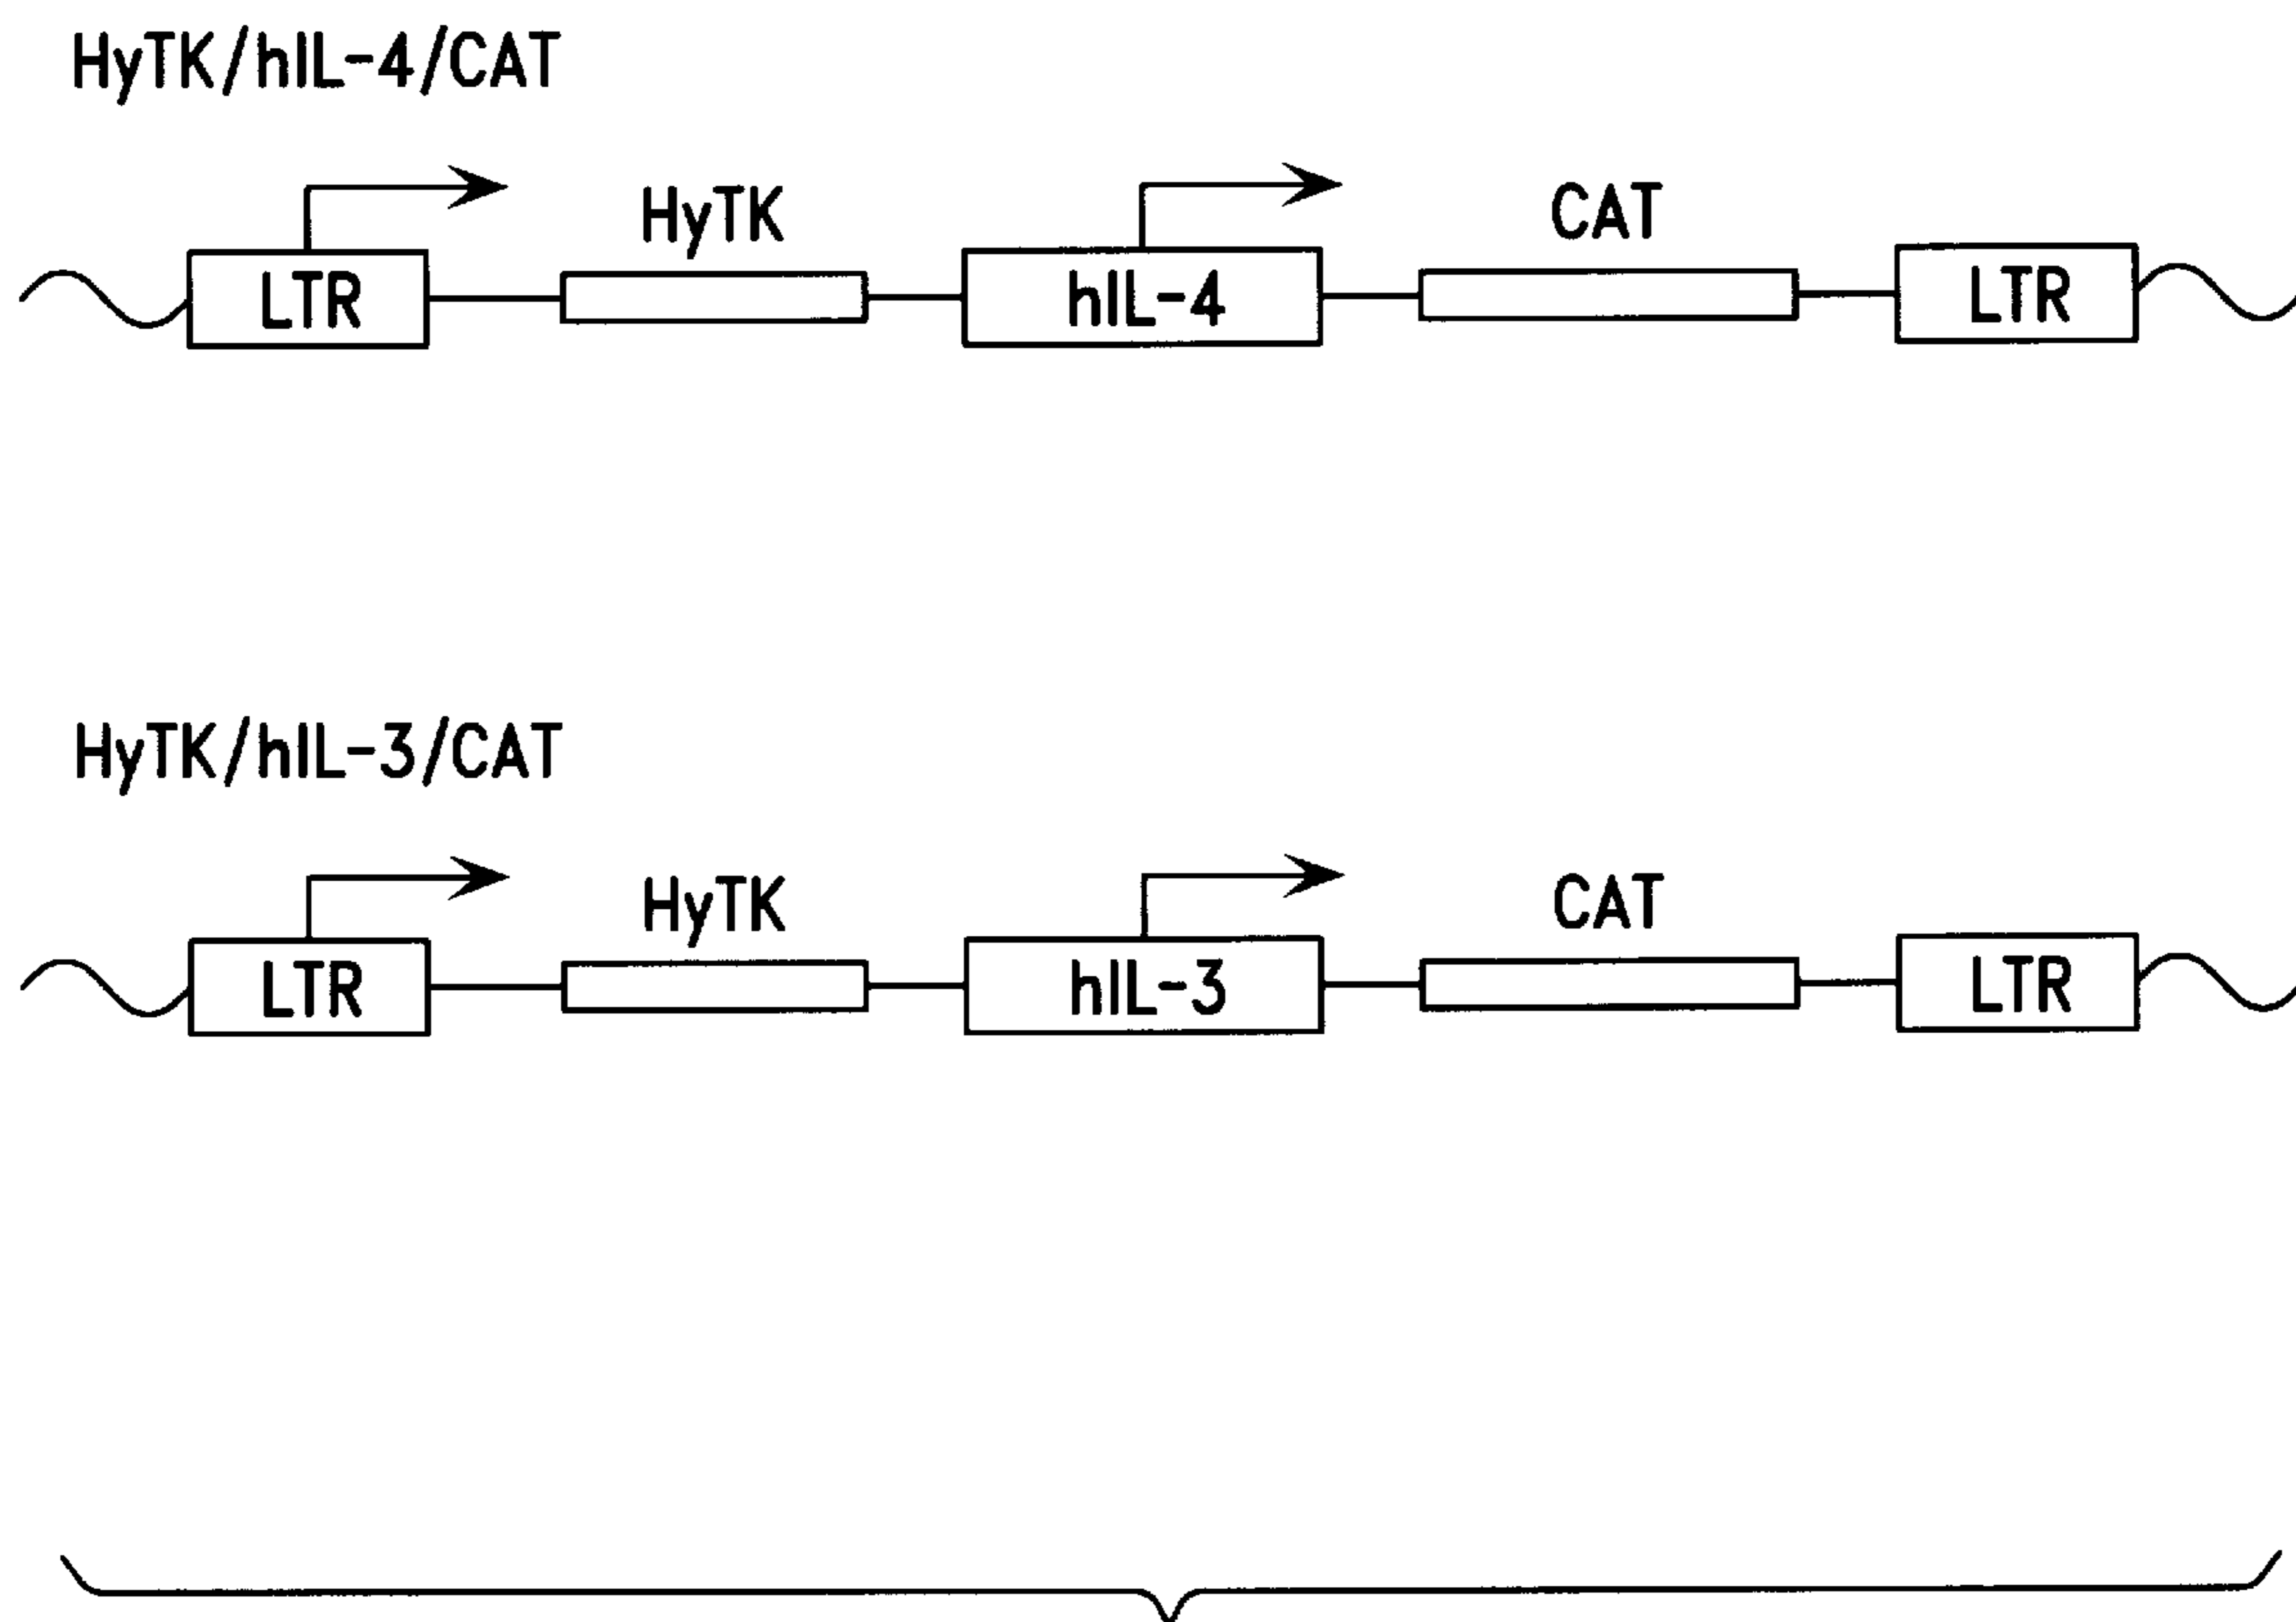 HyTK/hIL-4/CAT
HyTK CAT
LTR hIL-4 LTR
HyTK/hIL-3/CAT
HyTK CAT
LTR hIL-3 LTR